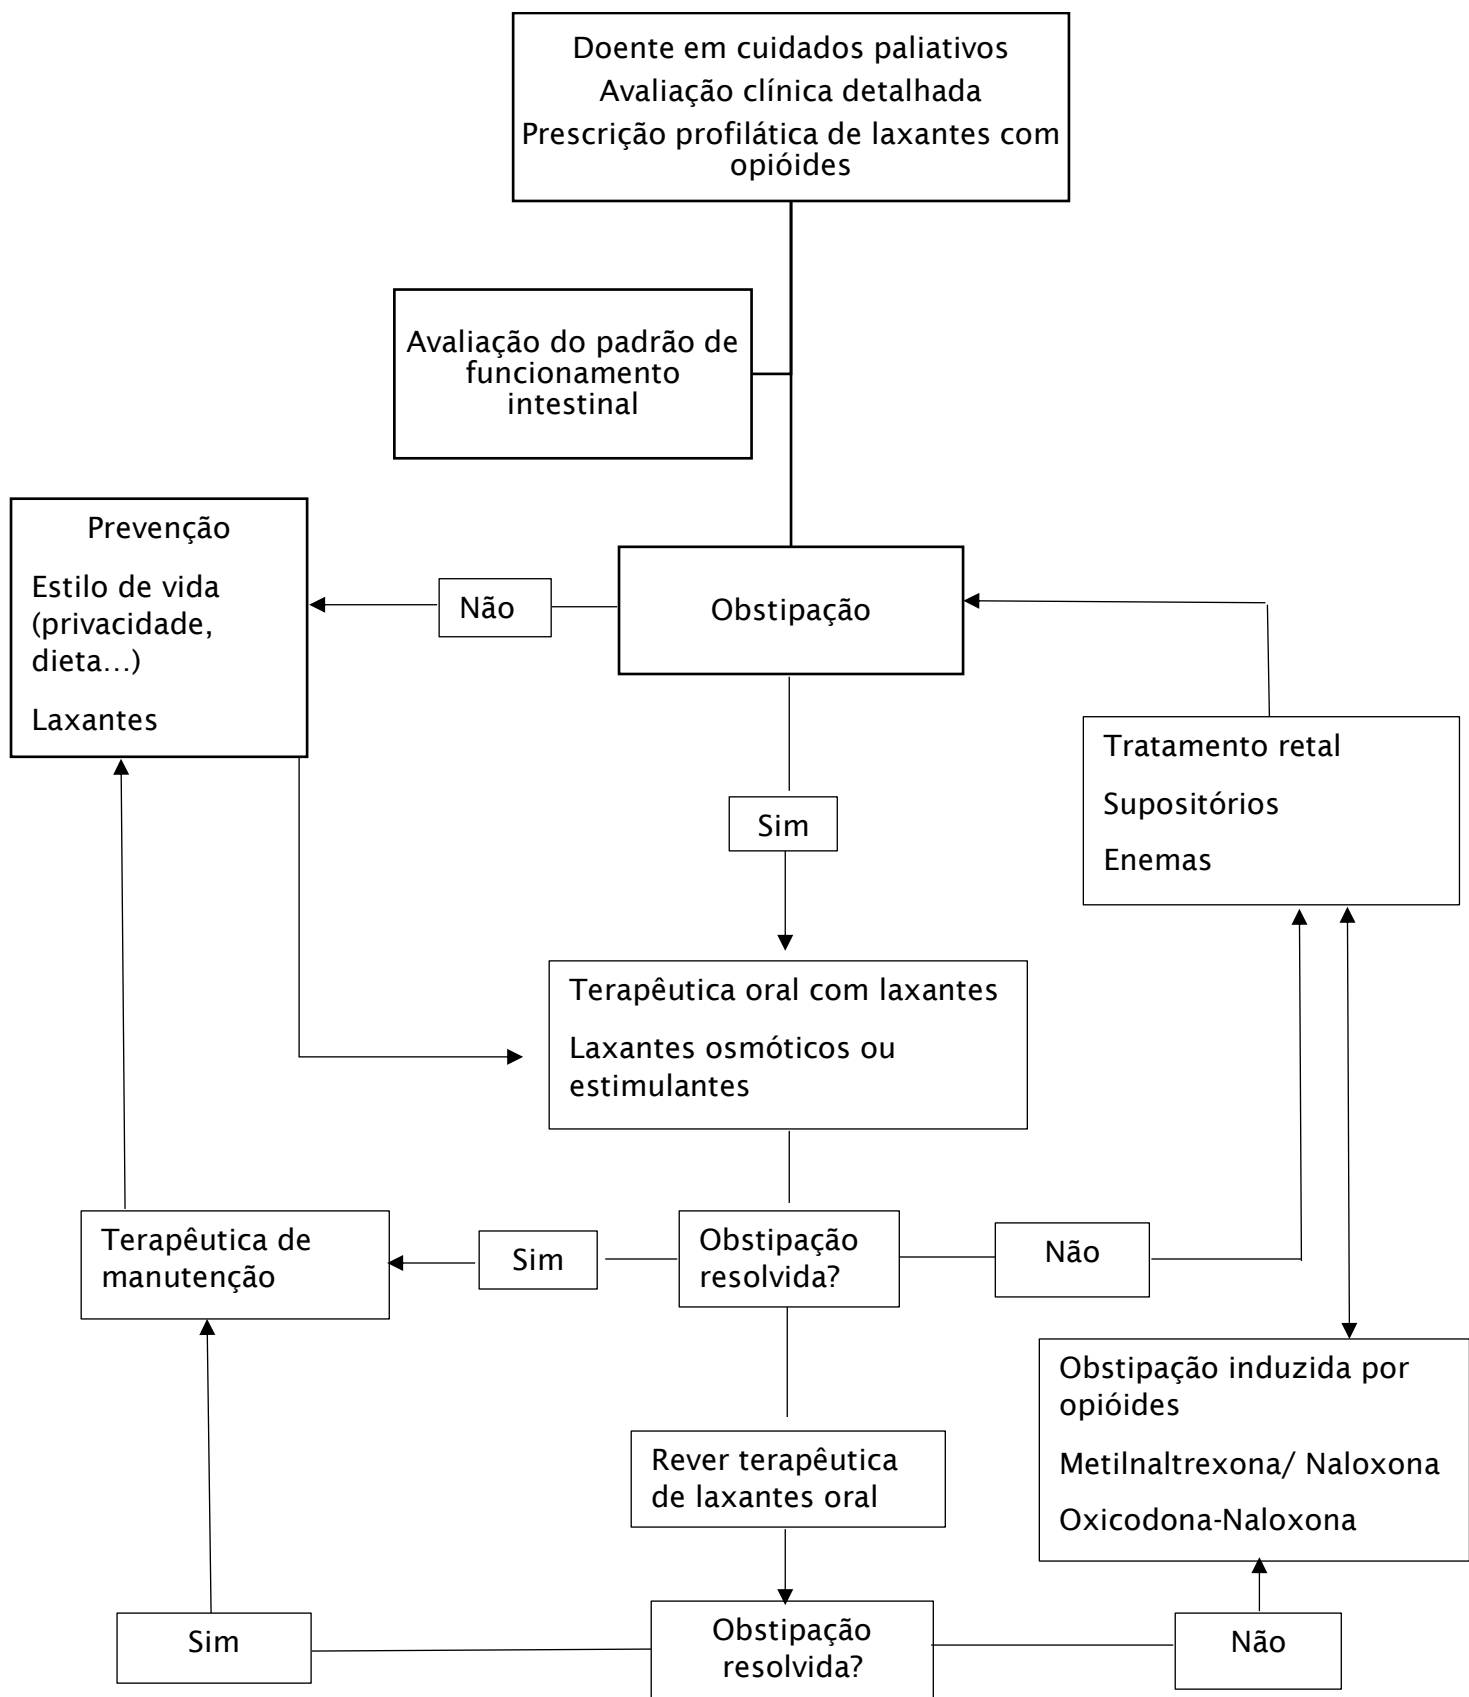 Doente em cuidados paliativos
Avaliação clínica detalhada
Prescrição profilática de laxantes com
opióides
Avaliação do padrão de
funcionamento
intestinal
Prevenção
Estilo de vida
(privacidade,
dieta...)
Laxantes
Não
Obstipação
Tratamento retal
Supositórios
Enemas
Sim
Terapêutica oral com laxantes
Laxantes osmóticos ou
estimulantes
Terapêutica de
manutenção
Sim
Obstipação
resolvida?
Não
Obstipação induzida por
opióides
Metilnaltrexona/ Naloxona
Oxicodona-Naloxona
Rever terapêutica
de laxantes oral
Sim
Obstipação
resolvida?
Não